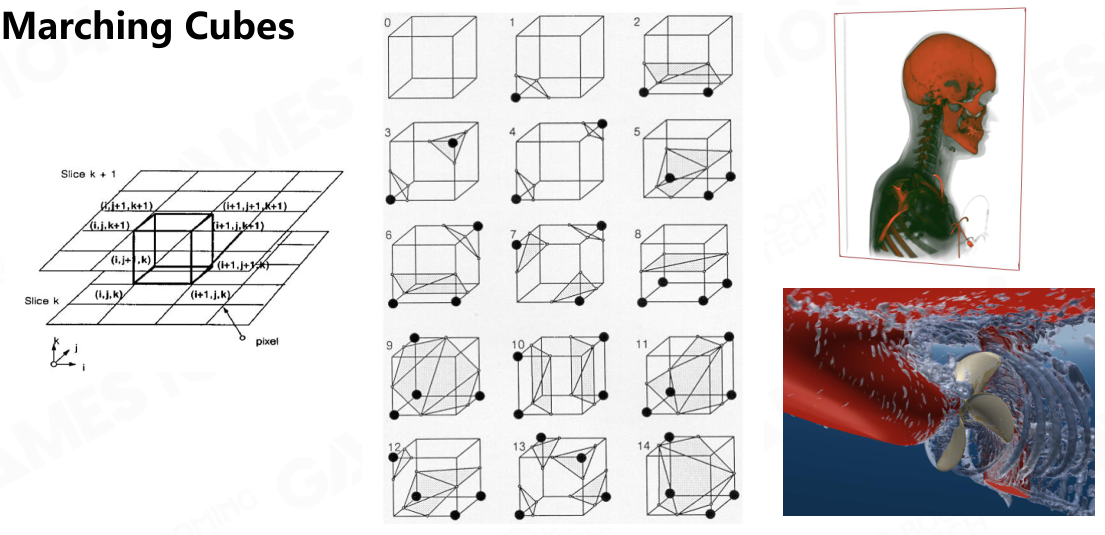 Marching Cubes
Slice k + 1
(i,j+1,k+1)
(i+1,j+1,k+1)
(i,j,k+1)
(i+1,j,k+1)
(i,j+1,k)
(i+1,j+1,k)
(i,j,k)
(i+1,j,k)
Slice k
pixel
k
j
i
0
1
2
3
4
5
6
7
8
9
10
11
12
13
14